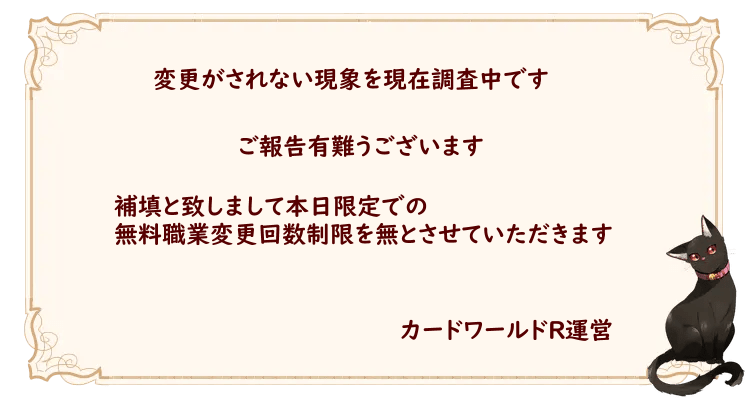 変更がされない現象を現在調査中です
ご報告有難うございます
補填と致しまして本日限定での
無料職業変更回数制限を無とさせていただきます
カードワールドR運営